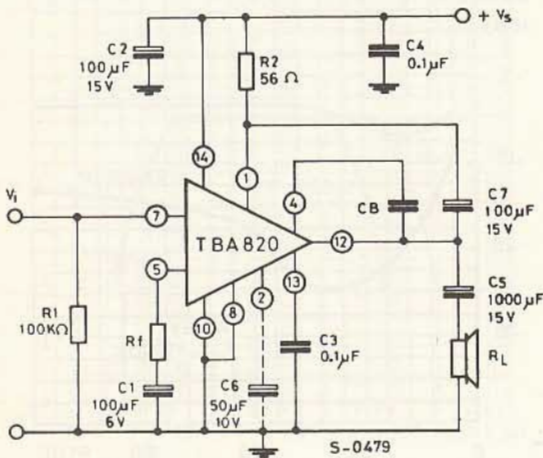 + Vs
C2
100µF
15V
R2
56 Ω
C4
0.1µF
14
1
4
Vi
7
CB
C7
100µF
15V
TBA820
12
5
2
13
C5
1000µF
15V
10
8
R1
100KΩ
Rf
C3
0.1µF
RL
C1
100µF
6V
C6
50µF
10V
S-0479